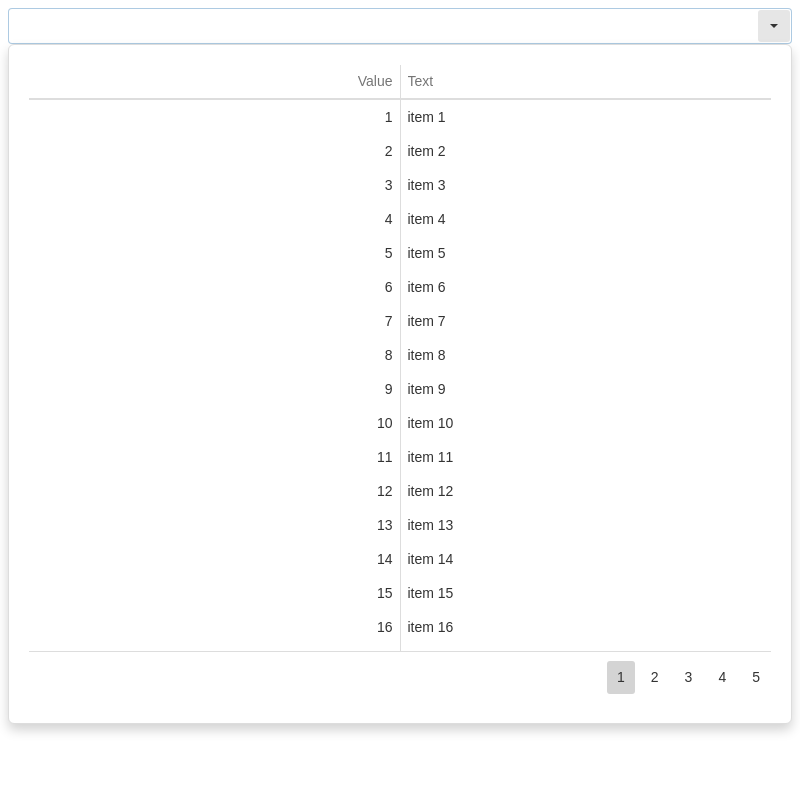 Value Text
1 item 1
2 item 2
3 item 3
4 item 4
5 item 5
6 item 6
7 item 7
8 item 8
9 item 9
10 item 10
11 item 11
12 item 12
13 item 13
14 item 14
15 item 15
16 item 16
1 2 3 4 5